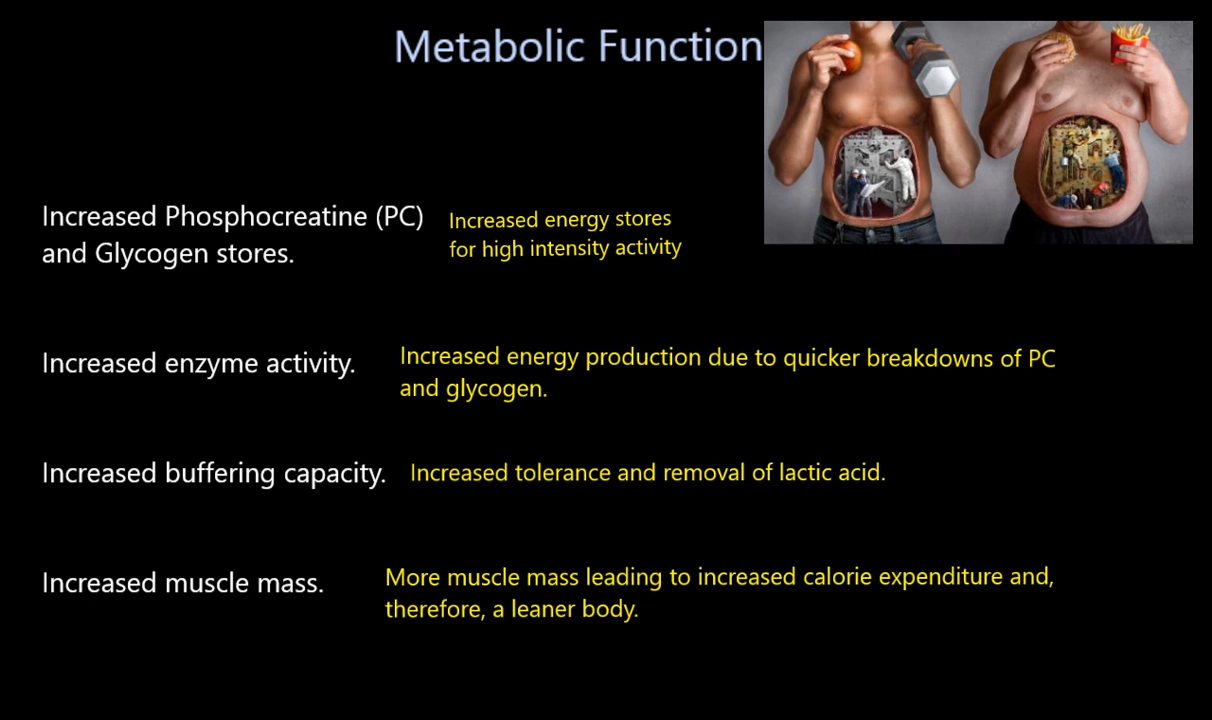 Metabolic Function
Increased Phosphocreatine (PC)
and Glycogen stores.
Increased energy stores
for high intensity activity
Increased enzyme activity.
Increased energy production due to quicker breakdowns of PC
and glycogen.
Increased buffering capacity.
Increased tolerance and removal of lactic acid.
Increased muscle mass.
More muscle mass leading to increased calorie expenditure and,
therefore, a leaner body.